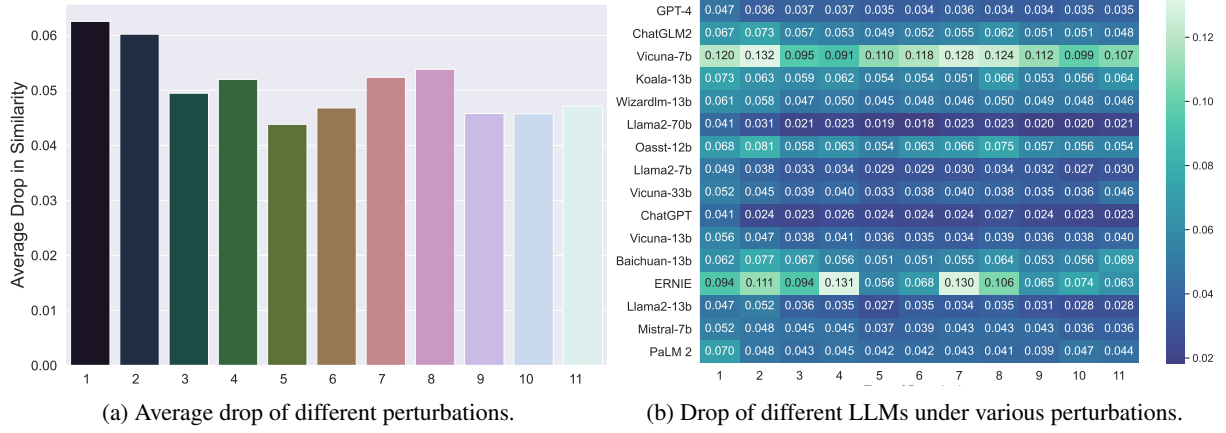 Average Drop in Similarity
0.06
0.05
0.04
0.03
0.02
0.01
0.00
1 2 3 4 5 6 7 8 9 10 11
(a) Average drop of different perturbations.
GPT-4 0.047 0.036 0.037 0.037 0.035 0.034 0.034 0.034 0.034 0.035 0.035
ChatGLM2 0.067 0.073 0.057 0.053 0.049 0.052 0.055 0.062 0.051 0.051 0.048
Vicuna-7b 0.120 0.132 0.095 0.091 0.110 0.118 0.128 0.124 0.112 0.099 0.107
Koala-13b 0.073 0.063 0.059 0.062 0.054 0.054 0.051 0.066 0.053 0.056 0.064
Wizardlm-13b 0.061 0.058 0.047 0.050 0.045 0.048 0.046 0.050 0.049 0.048 0.046
Llama2-70b 0.041 0.031 0.021 0.023 0.019 0.018 0.023 0.023 0.020 0.020 0.021
Oasst-12b 0.068 0.081 0.058 0.063 0.054 0.063 0.066 0.075 0.057 0.056 0.054
Llama2-7b 0.049 0.038 0.033 0.034 0.029 0.029 0.030 0.034 0.032 0.027 0.030
Vicuna-33b 0.052 0.045 0.039 0.040 0.033 0.038 0.040 0.038 0.035 0.036 0.046
ChatGPT 0.041 0.024 0.023 0.026 0.024 0.024 0.024 0.027 0.024 0.023 0.023
Vicuna-13b 0.056 0.047 0.038 0.041 0.036 0.035 0.034 0.039 0.036 0.038 0.040
Baichuan-13b 0.062 0.077 0.067 0.056 0.051 0.051 0.055 0.064 0.053 0.056 0.069
ERNIE 0.094 0.111 0.094 0.131 0.056 0.068 0.130 0.106 0.065 0.074 0.063
Llama2-13b 0.047 0.052 0.036 0.035 0.027 0.035 0.034 0.035 0.031 0.028 0.028
Mistral-7b 0.052 0.048 0.045 0.045 0.037 0.039 0.043 0.043 0.043 0.036 0.036
PaLM 2 0.070 0.048 0.043 0.045 0.042 0.042 0.043 0.041 0.039 0.047 0.044
1 2 3 4 5 6 7 8 9 10 11
0.12
0.10
0.08
0.06
0.04
0.02
(b) Drop of different LLMs under various perturbations.